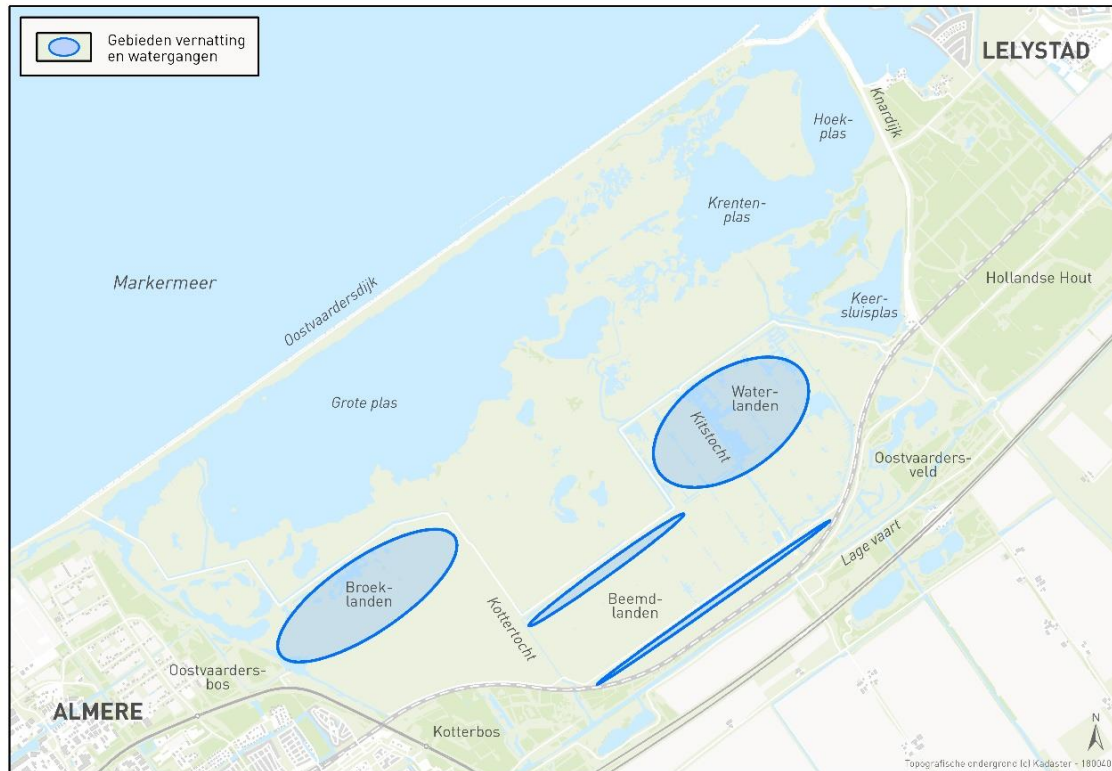 Gebieden vernatting
en watergangen
LELYSTAD
Knardijk
Hoek-
plas
Krenten-
plas
Markermeer
Oostvaardersdijk
Hollandse Hout
Keer-
sluisplas
Grote plas
Water-
landen
Kitstocht
Oostvaarders-
veld
Lage vaart
Broek-
landen
Beemd-
landen
Kottertocht
Oostvaarders-
bos
ALMERE
Kotterbos
N
Topografische ondergrond (c) Kadaster - 180040